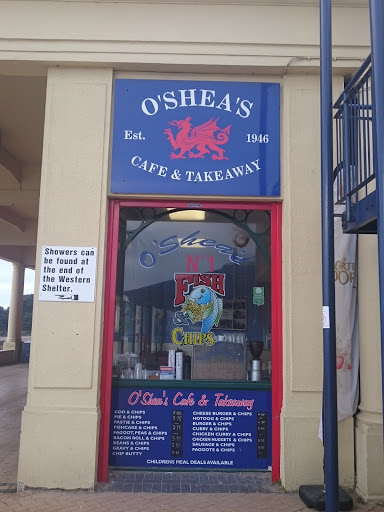 O'SHEA'S
Est. 1946
CAFE & TAKEAWAY
Showers can
be found at
the end of
the Western
Shelter.
O'Shea's
Nº1
FISH
&
CHIPS
O'Shea's Cafe & Takeaway
COD & CHIPS
PIE & CHIPS
PASTIE & CHIPS
FISHCAKE & CHIPS
FAGGOT, PEAS & CHIPS
BACON ROLL & CHIPS
BEANS & CHIPS
GRAVY & CHIPS
CHIP BUTTY
CHEESE BURGER & CHIPS
HOTDOG & CHIPS
BURGER & CHIPS
CURRY & CHIPS
CHICKEN CURRY & CHIPS
CHICKEN NUGGETS & CHIPS
SAUSAGE & CHIPS
FAGGOTS & CHIPS
CHILDRENS MEAL DEALS AVAILABLE